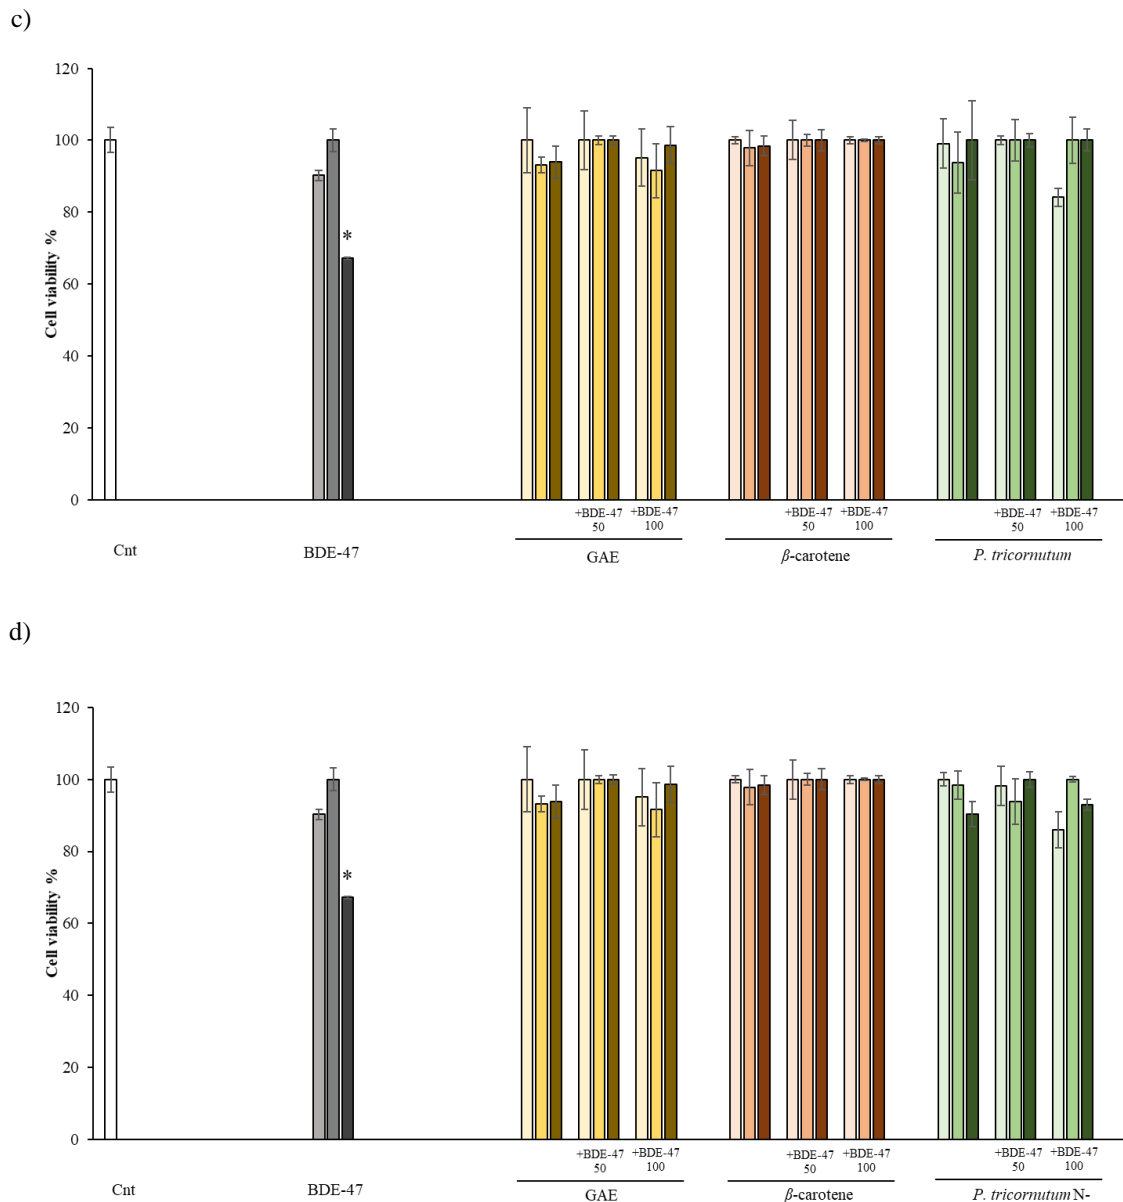 c)
120
100
80
60
40
20
0
Cell viability %
*
+BDE-47
50
+BDE-47
100
+BDE-47
50
+BDE-47
100
+BDE-47
50
+BDE-47
100
Cnt
BDE-47
GAE
β-carotene
P. tricornutum
d)
120
100
80
60
40
20
0
Cell viability %
*
+BDE-47
50
+BDE-47
100
+BDE-47
50
+BDE-47
100
+BDE-47
50
+BDE-47
100
Cnt
BDE-47
GAE
β-carotene
P. tricornutum N-